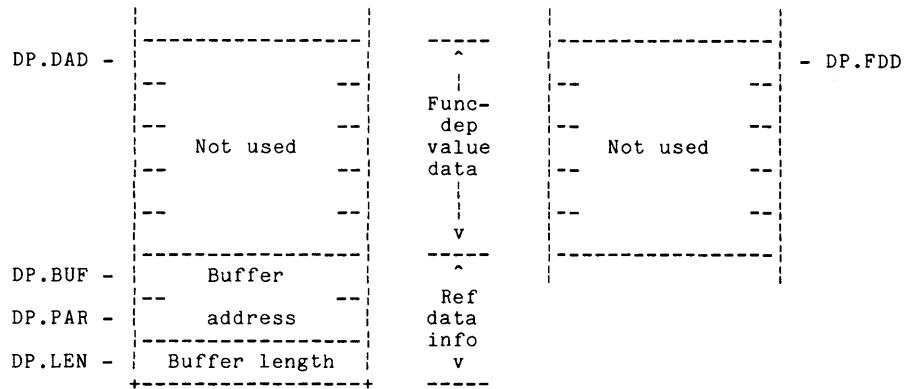 DP.DAD - ^ - DP.FDD
Func-
dep
Not used value Not used
data
v
DP.BUF - Buffer ^
Ref
DP.PAR - address data
info
DP.LEN - Buffer length v